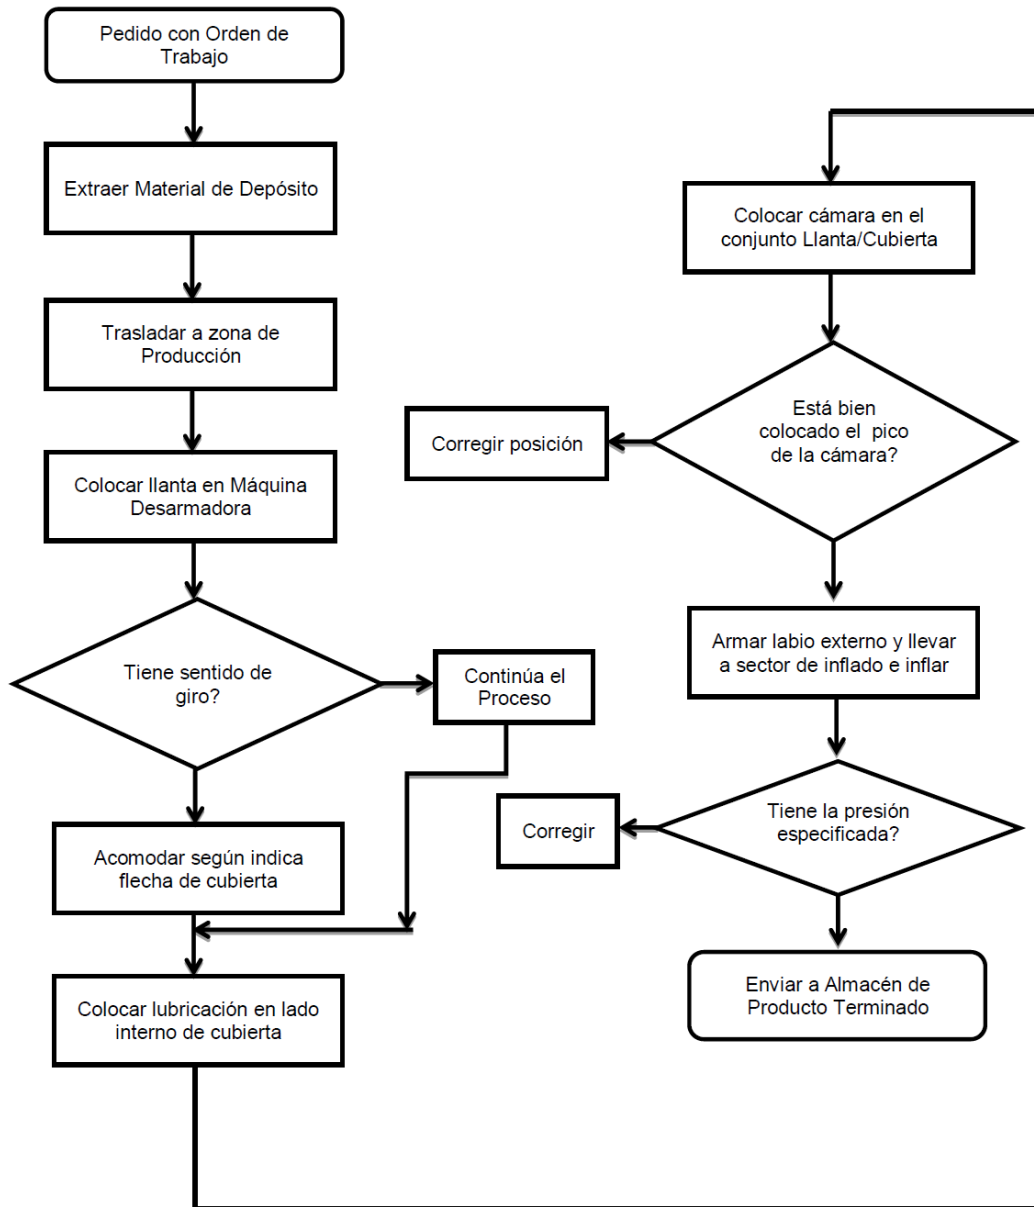 Pedido con Orden de
Trabajo
Extraer Material de Depósito
Trasladar a zona de
Producción
Colocar llanta en Máquina
Desarmadora
Tiene sentido de
giro?
Continúa el
Proceso
Acomodar según indica
flecha de cubierta
Colocar lubricación en lado
interno de cubierta
Colocar cámara en el
conjunto Llanta/Cubierta
Está bien
colocado el pico
de la cámara?
Corregir posición
Armar labio externo y llevar
a sector de inflado e inflar
Tiene la presión
especificada?
Corregir
Enviar a Almacén de
Producto Terminado